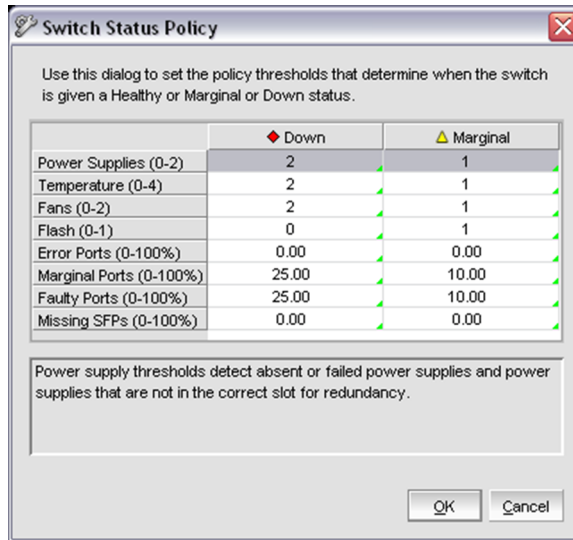 Switch Status Policy
Use this dialog to set the policy thresholds that determine when the switch
is given a Healthy or Marginal or Down status.
Down Marginal
Power Supplies (0-2) 2 1
Temperature (0-4) 2 1
Fans (0-2) 2 1
Flash (0-1) 0 1
Error Ports (0-100%) 0.00 0.00
Marginal Ports (0-100%) 25.00 10.00
Faulty Ports (0-100%) 25.00 10.00
Missing SFPs (0-100%) 0.00 0.00
Power supply thresholds detect absent or failed power supplies and power
supplies that are not in the correct slot for redundancy.
OK Cancel